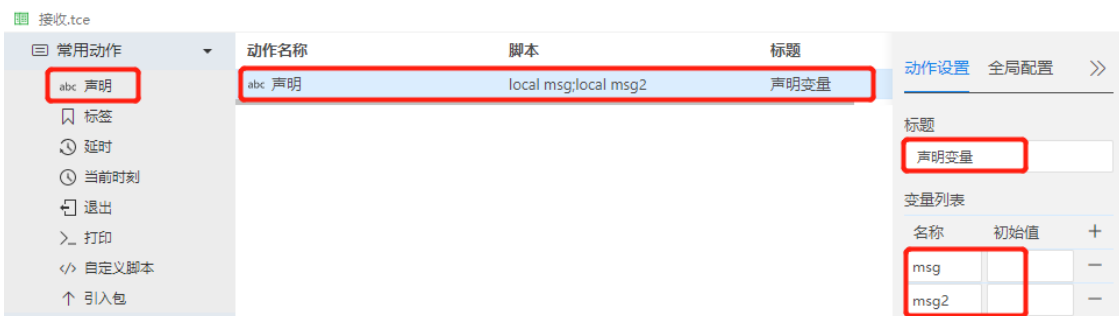 接收.tce
常用动作
abc 声明
标签
延时
当前时刻
退出
>_ 打印
</> 自定义脚本
引入包
动作名称 脚本 标题
abc 声明 local msg;local msg2 声明变量
动作设置 全局配置 >>
标题
声明变量
变量列表
名称 初始值 +
msg −
msg2 −